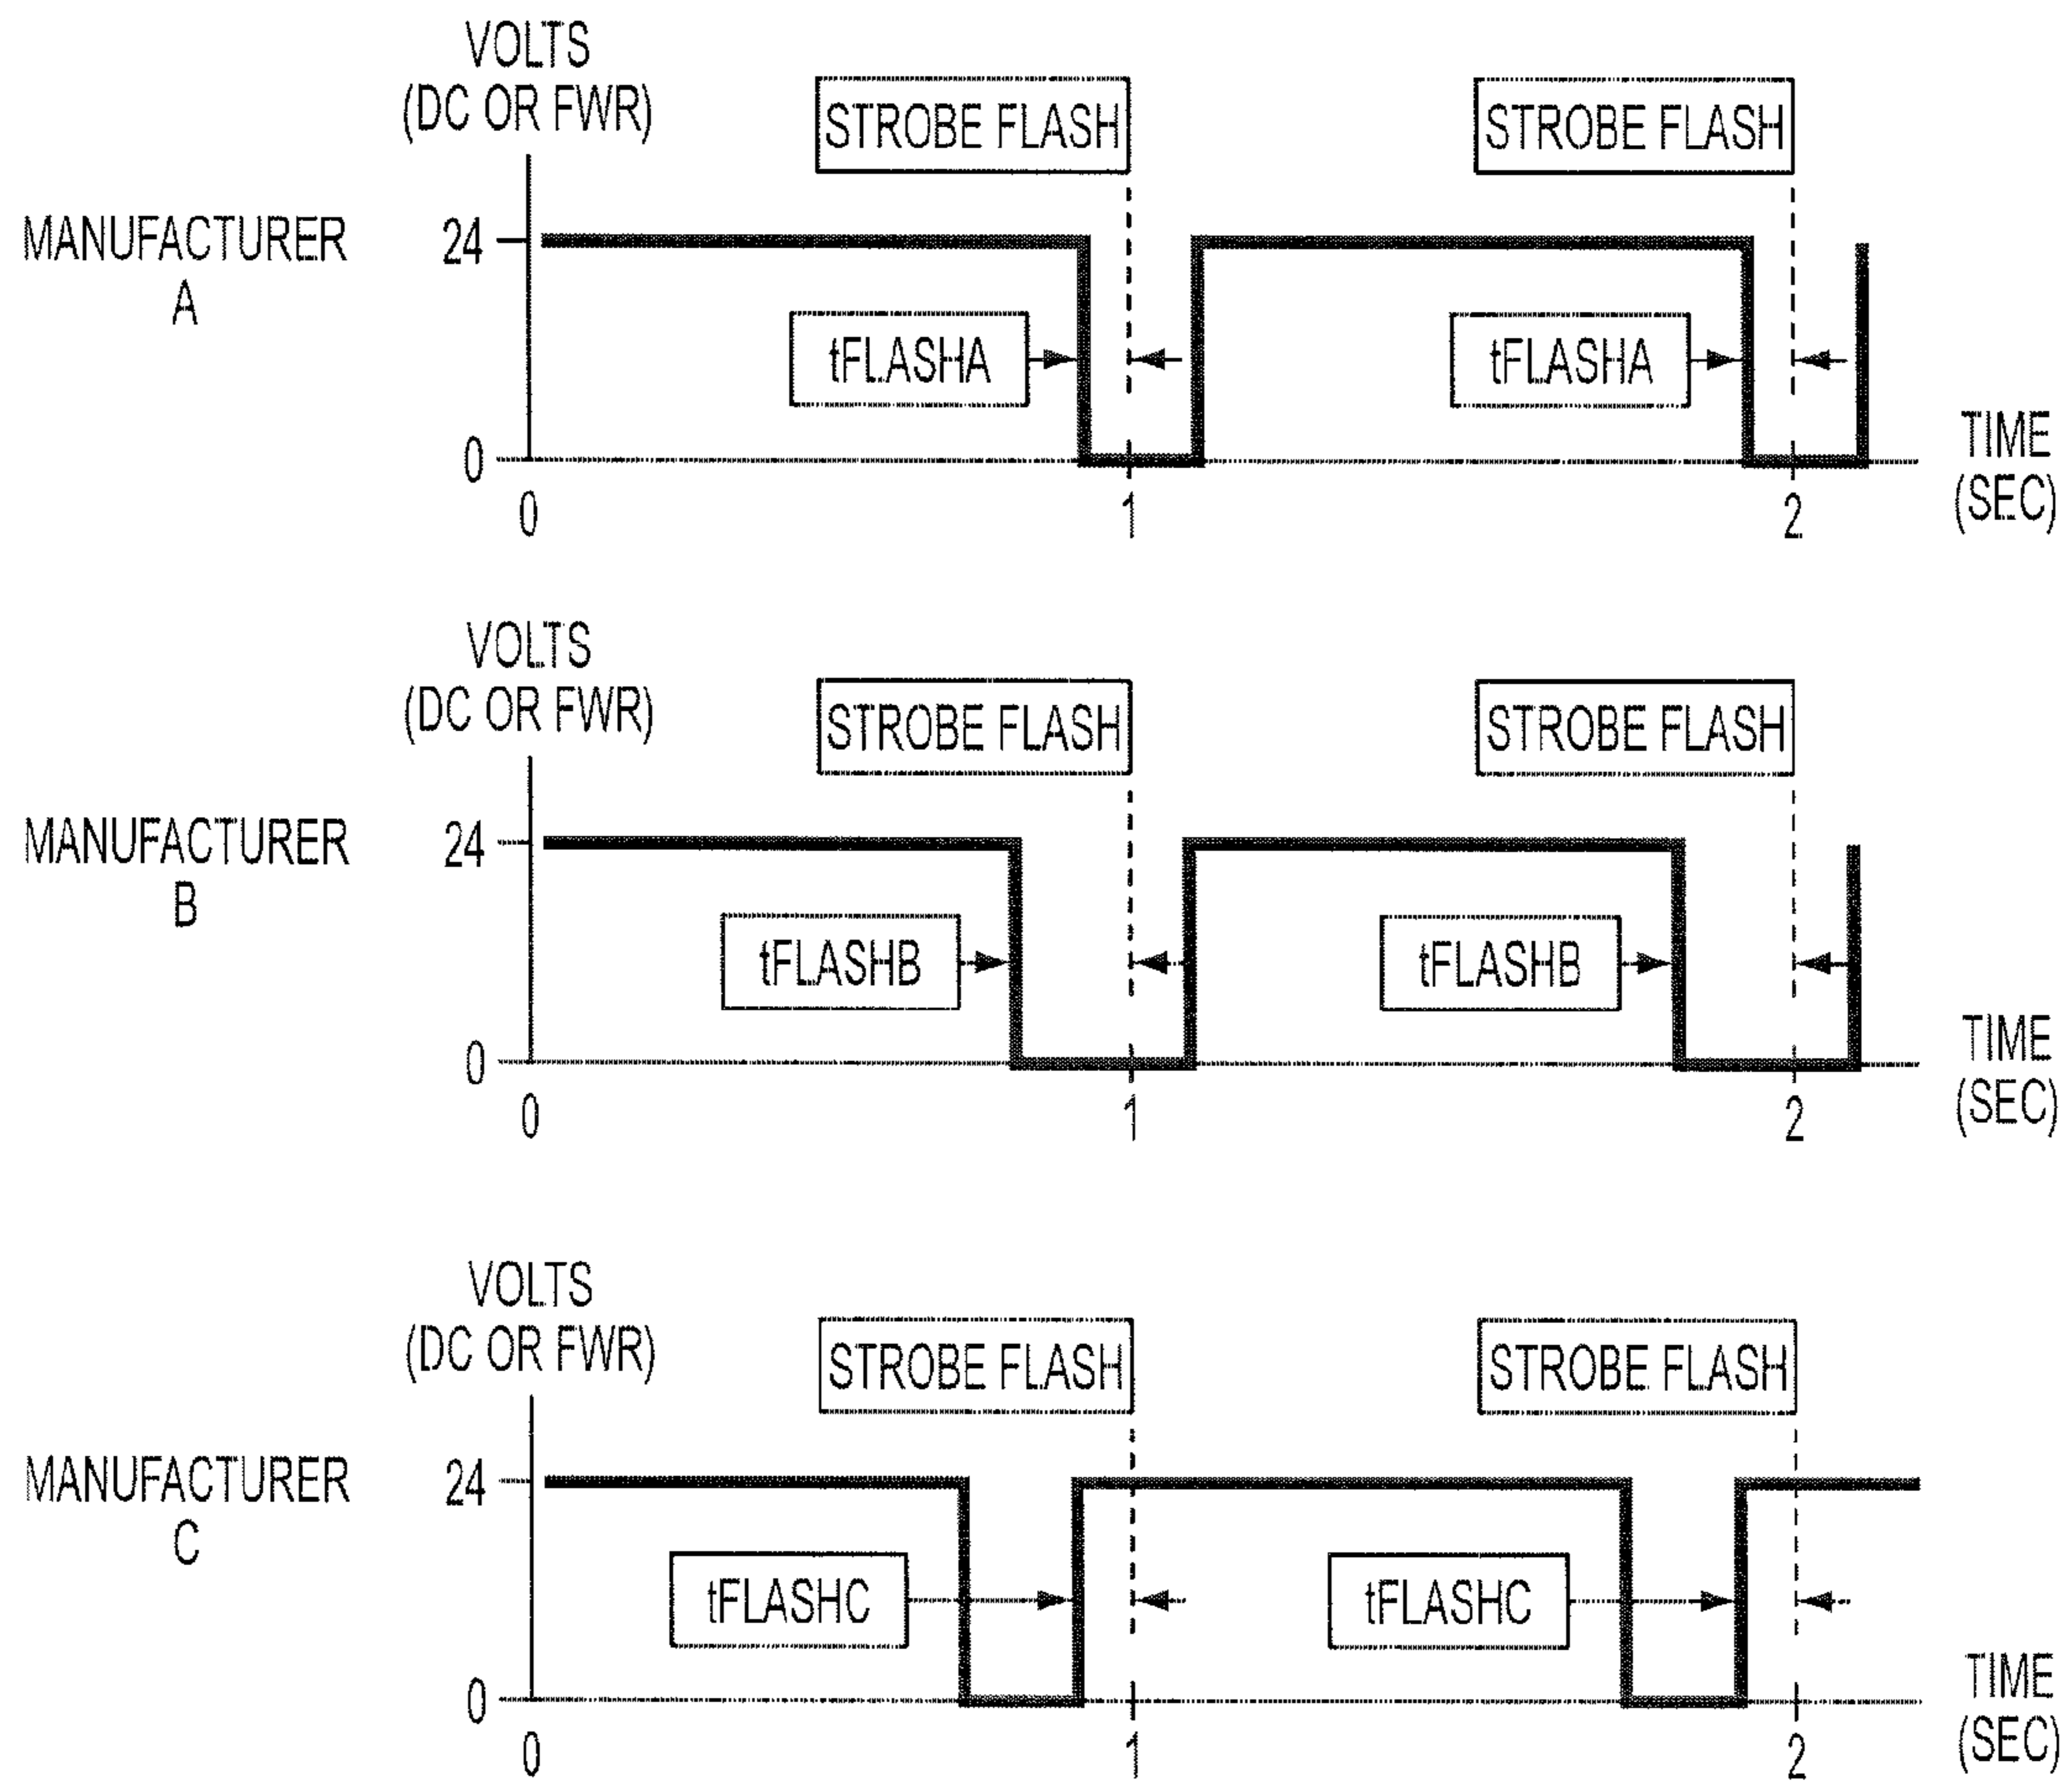 VOLTS
(DC OR FWR)
STROBE FLASH
STROBE FLASH
MANUFACTURER
A
24
tFLASHA
tFLASHA
0
TIME
(SEC)
0
1
2
VOLTS
(DC OR FWR)
STROBE FLASH
STROBE FLASH
MANUFACTURER
B
24
tFLASHB
tFLASHB
0
TIME
(SEC)
0
1
2
VOLTS
(DC OR FWR)
STROBE FLASH
STROBE FLASH
MANUFACTURER
C
24
tFLASHC
tFLASHC
0
TIME
(SEC)
0
1
2